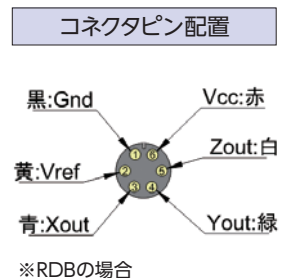 コネクタピン配置
黒:Gnd
Vcc:赤
Zout:白
黄:Vref
① ⑥
② ⑤
③ ④
青:Xout
Yout:緑
※RDBの場合